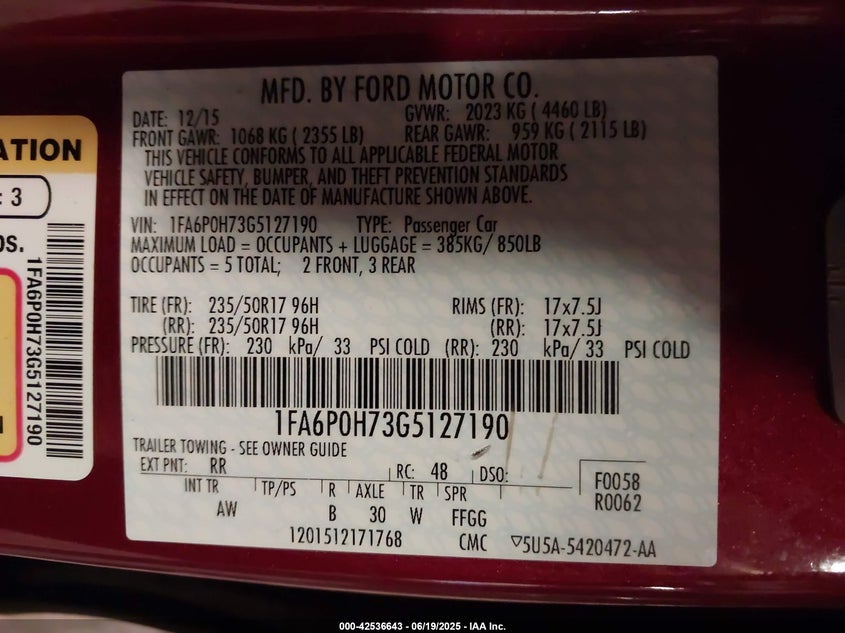 MFD. BY FORD MOTOR CO.
DATE: 12/15 GVWR: 2023 KG ( 4460 LB)
FRONT GAWR: 1068 KG ( 2355 LB) REAR GAWR: 959 KG ( 2115 LB)
THIS VEHICLE CONFORMS TO ALL APPLICABLE FEDERAL MOTOR
VEHICLE SAFETY, BUMPER, AND THEFT PREVENTION STANDARDS
IN EFFECT ON THE DATE OF MANUFACTURE SHOWN ABOVE.
VIN: 1FA6P0H73G5127190 TYPE: Passenger Car
MAXIMUM LOAD = OCCUPANTS + LUGGAGE = 385KG/ 850LB
OCCUPANTS = 5 TOTAL; 2 FRONT, 3 REAR
TIRE (FR): 235/50R17 96H RIMS (FR): 17x7.5J
(RR): 235/50R17 96H (RR): 17x7.5J
PRESSURE (FR): 230 kPa/ 33 PSI COLD (RR): 230 kPa/ 33 PSI COLD
1FA6P0H73G5127190
TRAILER TOWING - SEE OWNER GUIDE
EXT PNT: RR RC: 48 DSO:
F0058
R0062
INT TR TP/PS R AXLE TR SPR
AW B 30 W FFGG
1201512171768 CMC 5U5A-5420472-AA
ATION
: 3
DS.
1FA6P0H73G5127190
000-42536643 / 06/19/2025 - IAA Inc.